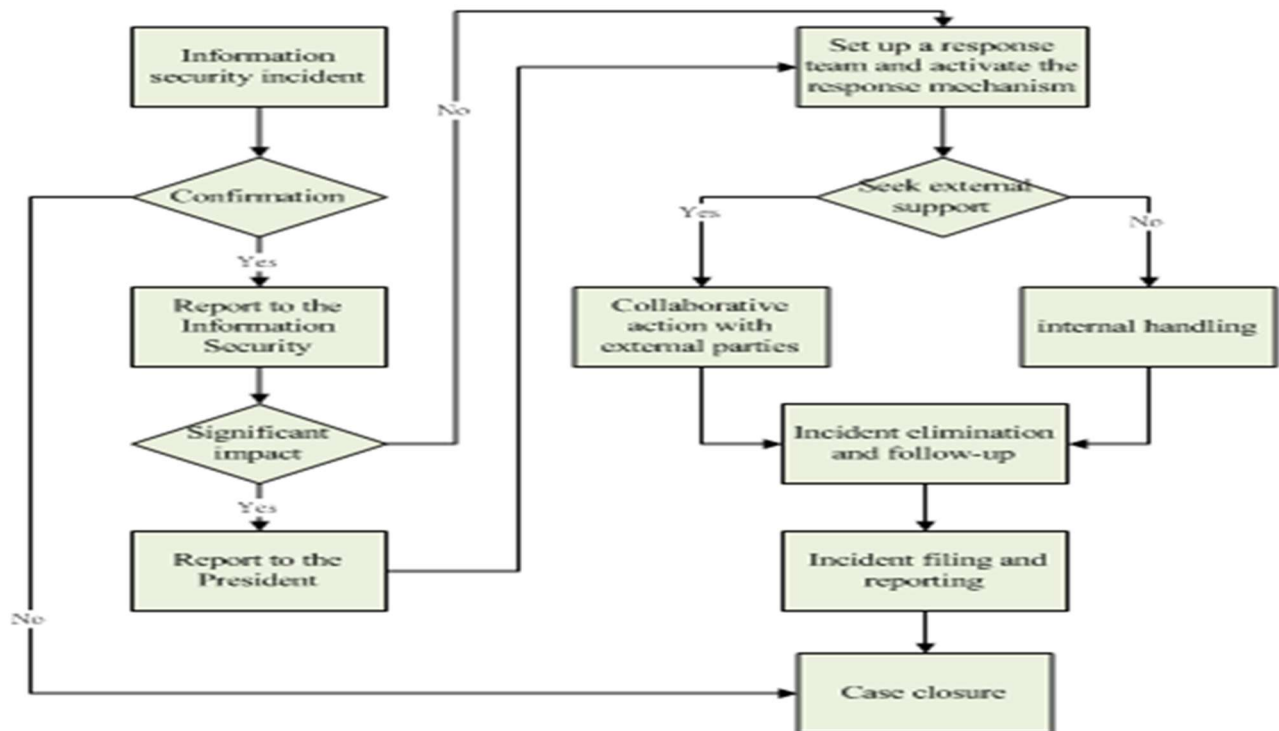 Information
security incident
Confirmation
Yes
Report to the
Information
Security
Significant
impact
Yes
Report to the
President
No
No
Set up a response
team and activate the
response mechanism
Seek external
support
Yes
No
Collaborative
action with
external parties
internal handling
Incident elimination
and follow-up
Incident filing and
reporting
Case closure